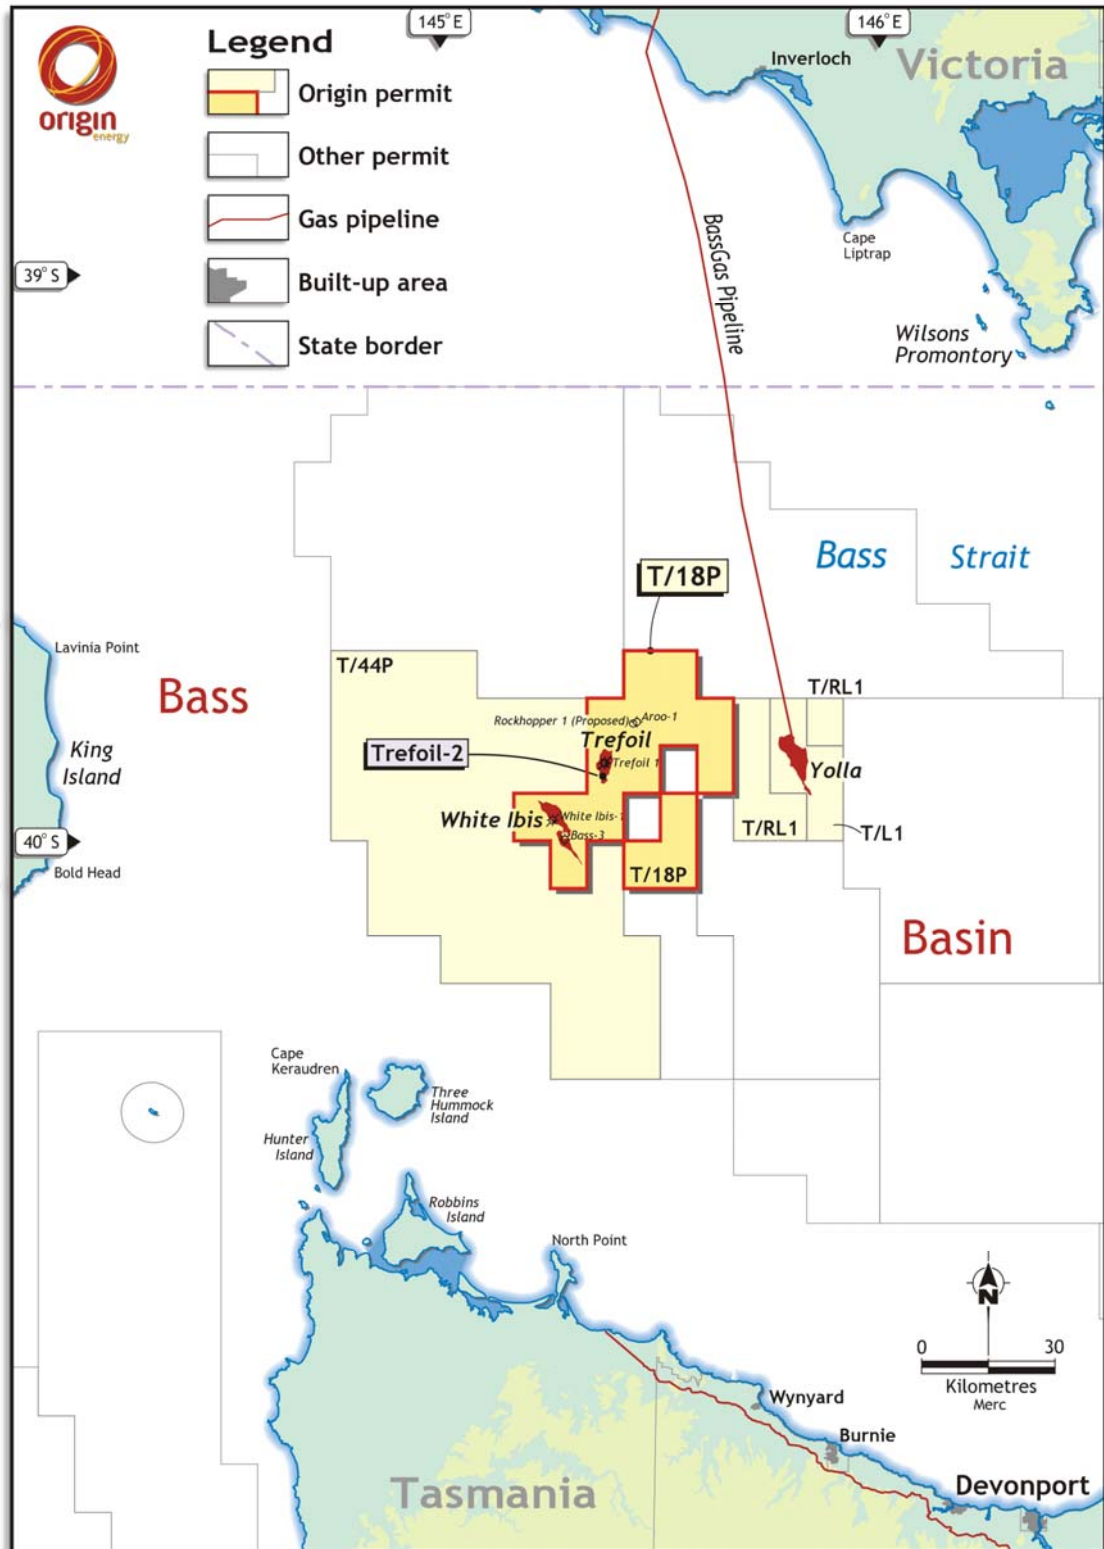 145° E
146° E
origin
energy
Legend
Origin permit
Other permit
Gas pipeline
Built-up area
State border
Inverloch
Victoria
Cape
Liptrap
BassGas Pipeline
39° S
Wilsons
Promontory
Bass Strait
T/18P
Lavinia Point
T/44P
T/RL1
Bass
Rockhopper 1 (Proposed)
Aroo-1
Trefoil
King
Island
Trefoil-2
Trefoil 1
Yolla
White Ibis
White Ibis-1
Bass-3
T/RL1
T/L1
40° S
Bold Head
T/18P
Basin
Cape
Keraudren
Three
Hummock
Island
Hunter
Island
Robbins
Island
North Point
N
0 30
Kilometres
Merc
Wynyard
Burnie
Devonport
Tasmania